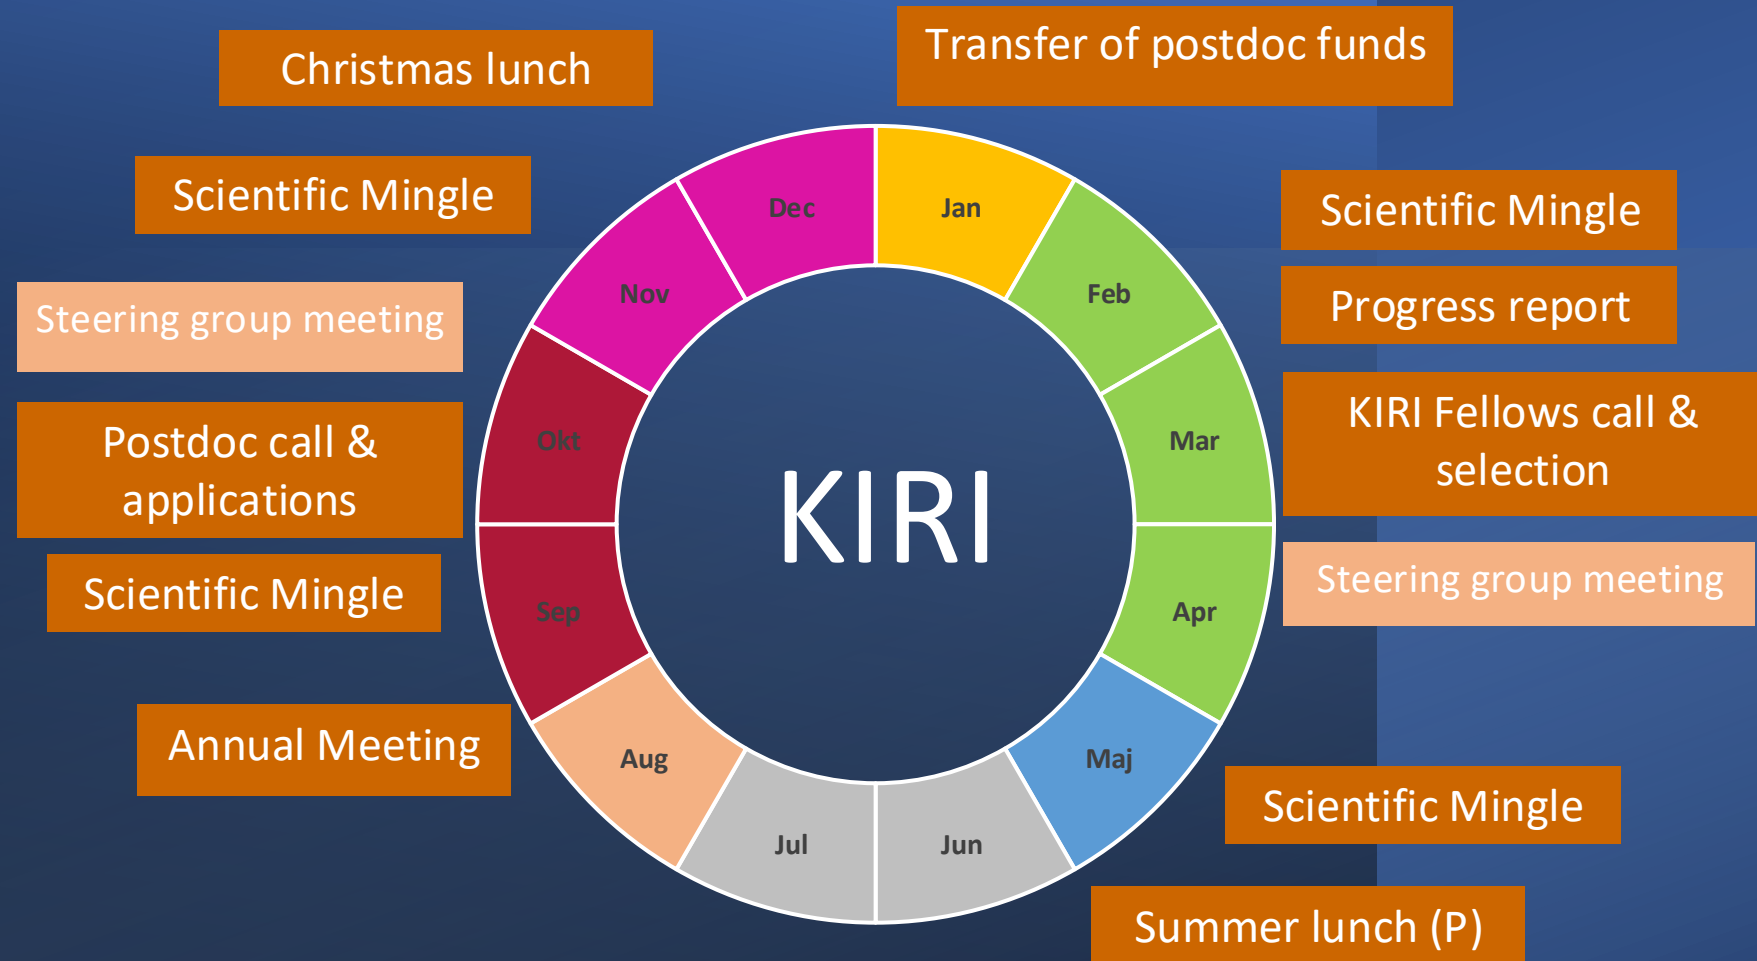 Transfer of postdoc funds
Christmas lunch
Scientific Mingle
Scientific Mingle
Dec
Jan
Progress report
Steering group meeting
Nov
Feb
KIRI Fellows call &
selection
Postdoc call &
applications
Okt
Mar
KIRI
Steering group meeting
Scientific Mingle
Sep
Apr
Annual Meeting
Aug
Maj
Scientific Mingle
Jul
Jun
Summer lunch (P)